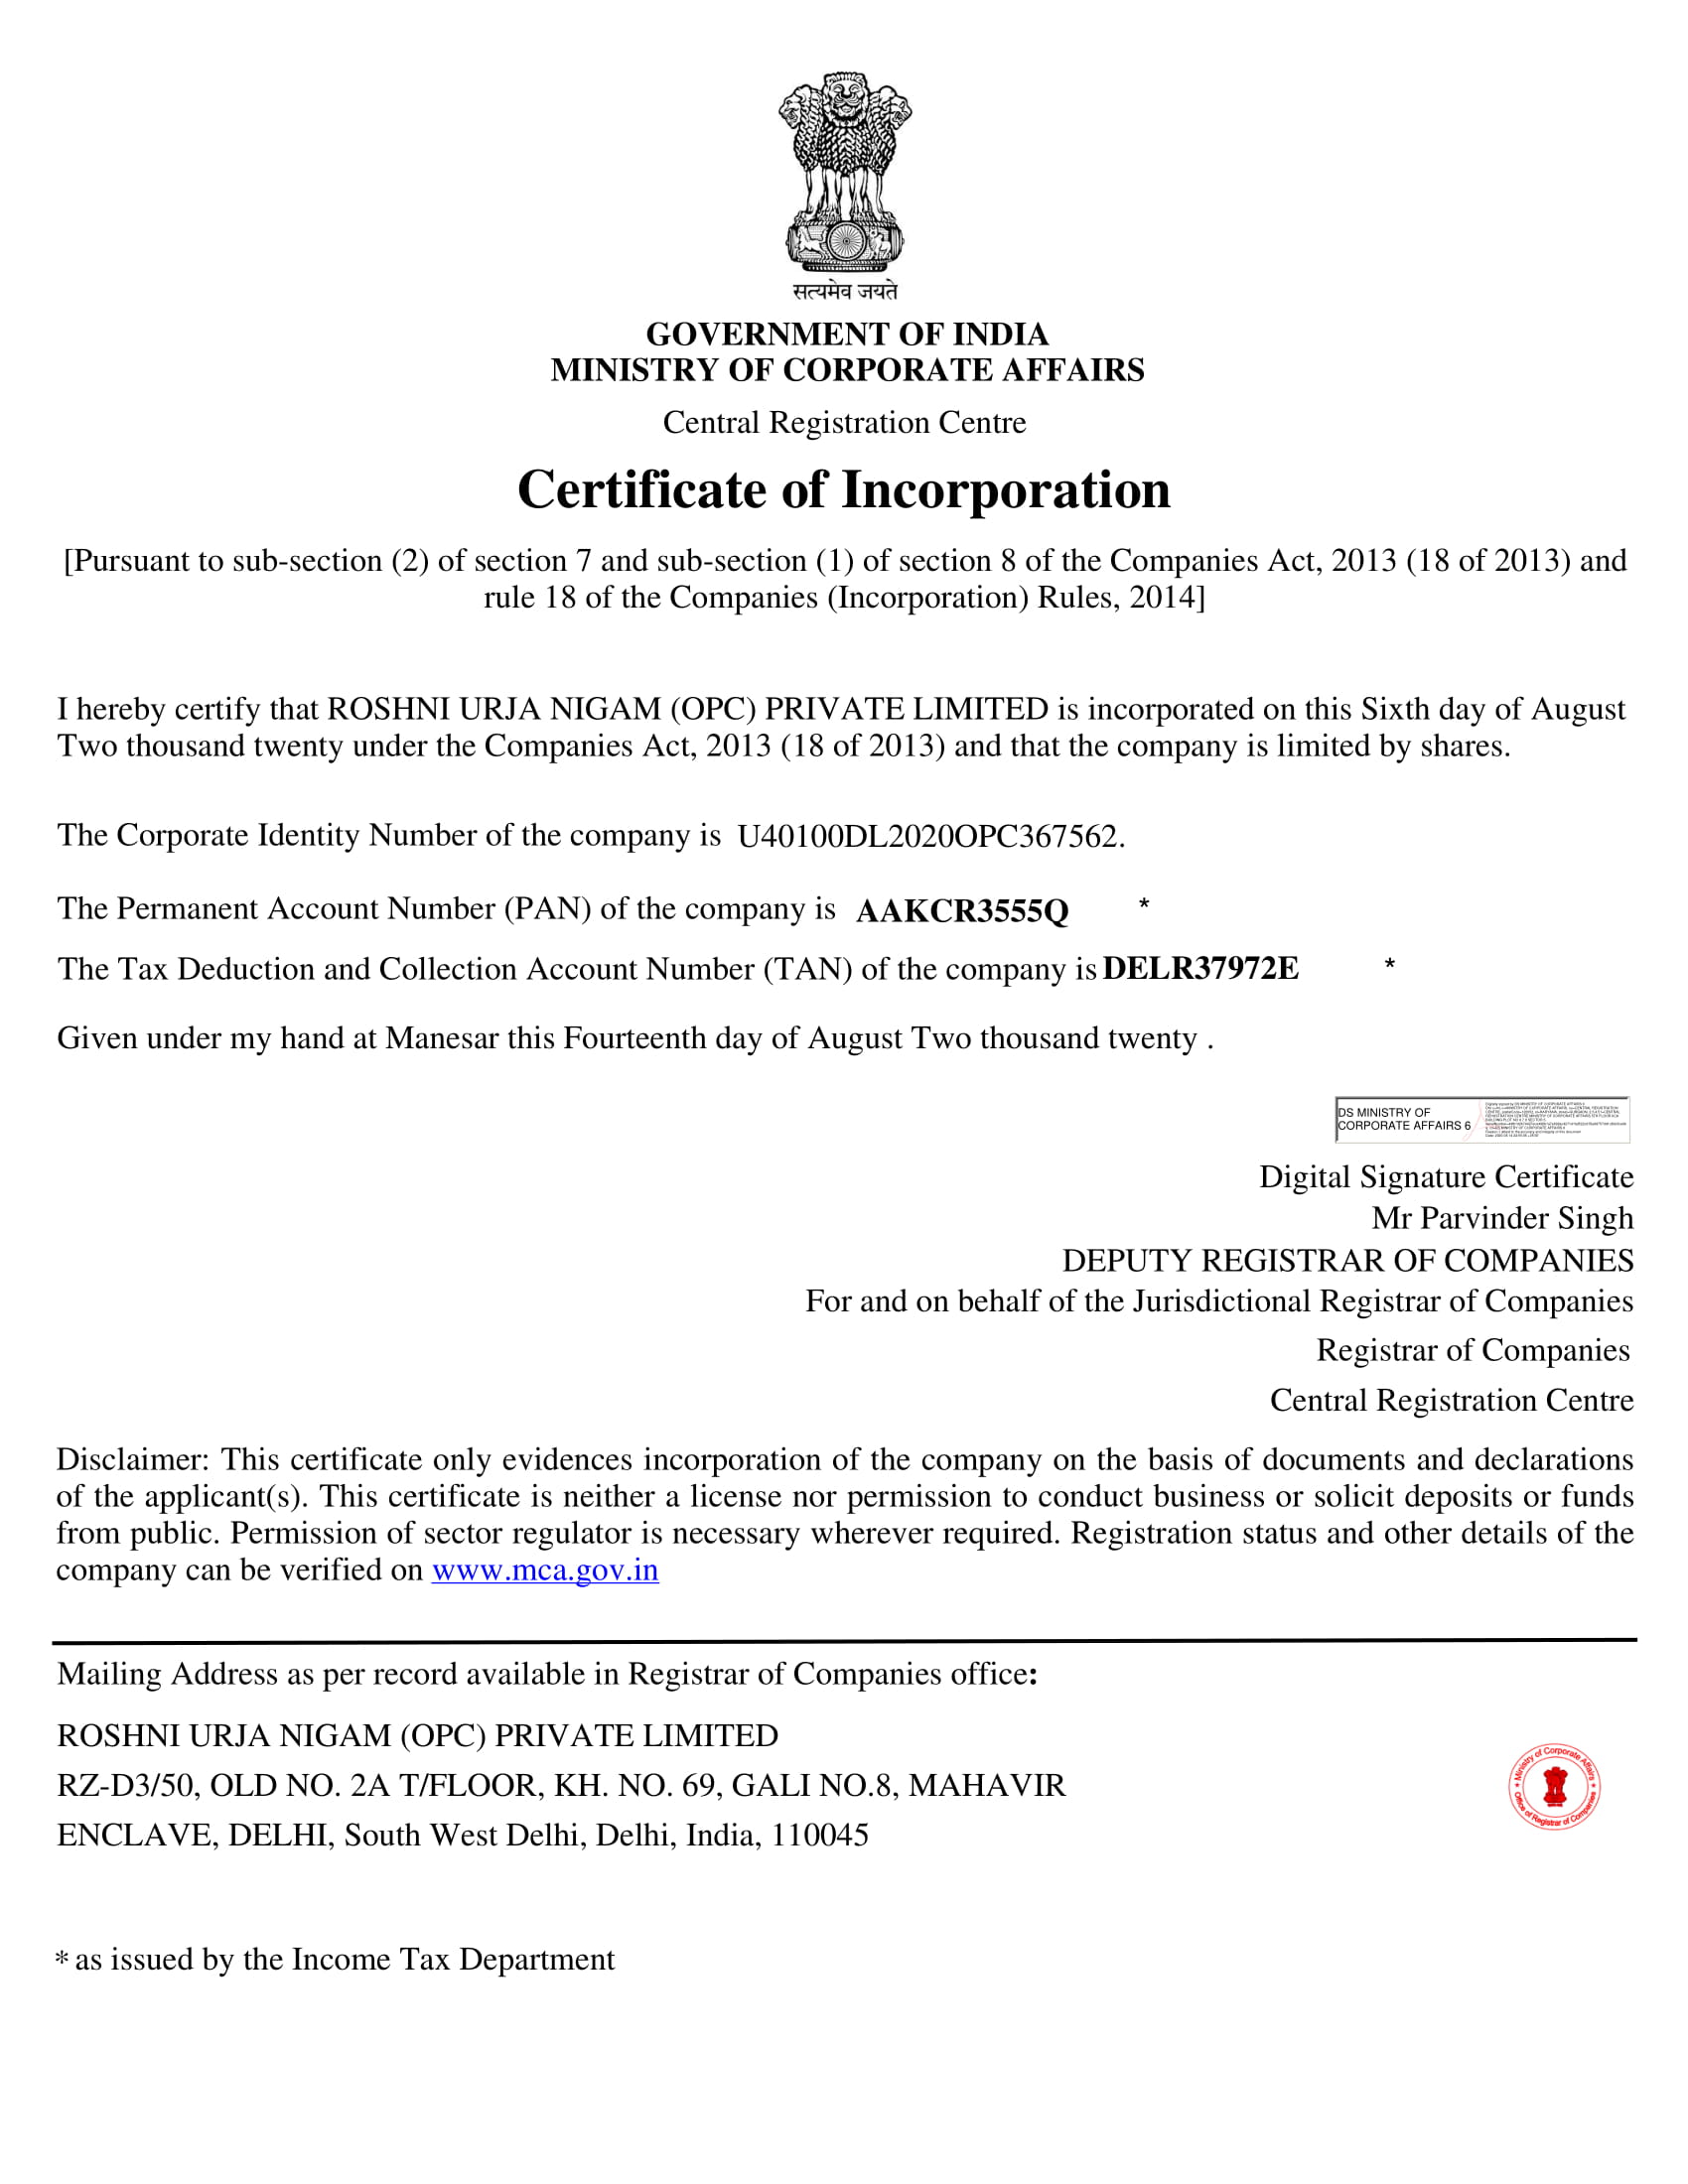 सत्यमेव जयते
GOVERNMENT OF INDIA
MINISTRY OF CORPORATE AFFAIRS
Central Registration Centre
Certificate of Incorporation
[Pursuant to sub-section (2) of section 7 and sub-section (1) of section 8 of the Companies Act, 2013 (18 of 2013) and
rule 18 of the Companies (Incorporation) Rules, 2014]
I hereby certify that ROSHNI URJA NIGAM (OPC) PRIVATE LIMITED is incorporated on this Sixth day of August
Two thousand twenty under the Companies Act, 2013 (18 of 2013) and that the company is limited by shares.
The Corporate Identity Number of the company is U40100DL2020OPC367562.
The Permanent Account Number (PAN) of the company is AAKCR3555Q *
The Tax Deduction and Collection Account Number (TAN) of the company is DELR37972E *
Given under my hand at Manesar this Fourteenth day of August Two thousand twenty .
DS MINISTRY OF
CORPORATE AFFAIRS 6
Digital Signature Certificate
Mr Parvinder Singh
DEPUTY REGISTRAR OF COMPANIES
For and on behalf of the Jurisdictional Registrar of Companies
Registrar of Companies
Central Registration Centre
Disclaimer: This certificate only evidences incorporation of the company on the basis of documents and declarations
of the applicant(s). This certificate is neither a license nor permission to conduct business or solicit deposits or funds
from public. Permission of sector regulator is necessary wherever required. Registration status and other details of the
company can be verified on www.mca.gov.in
Mailing Address as per record available in Registrar of Companies office:
ROSHNI URJA NIGAM (OPC) PRIVATE LIMITED
RZ-D3/50, OLD NO. 2A T/FLOOR, KH. NO. 69, GALI NO.8, MAHAVIR
ENCLAVE, DELHI, South West Delhi, Delhi, India, 110045
Ministry of Corporate Affairs
Office of Registrar of Companies
* as issued by the Income Tax Department